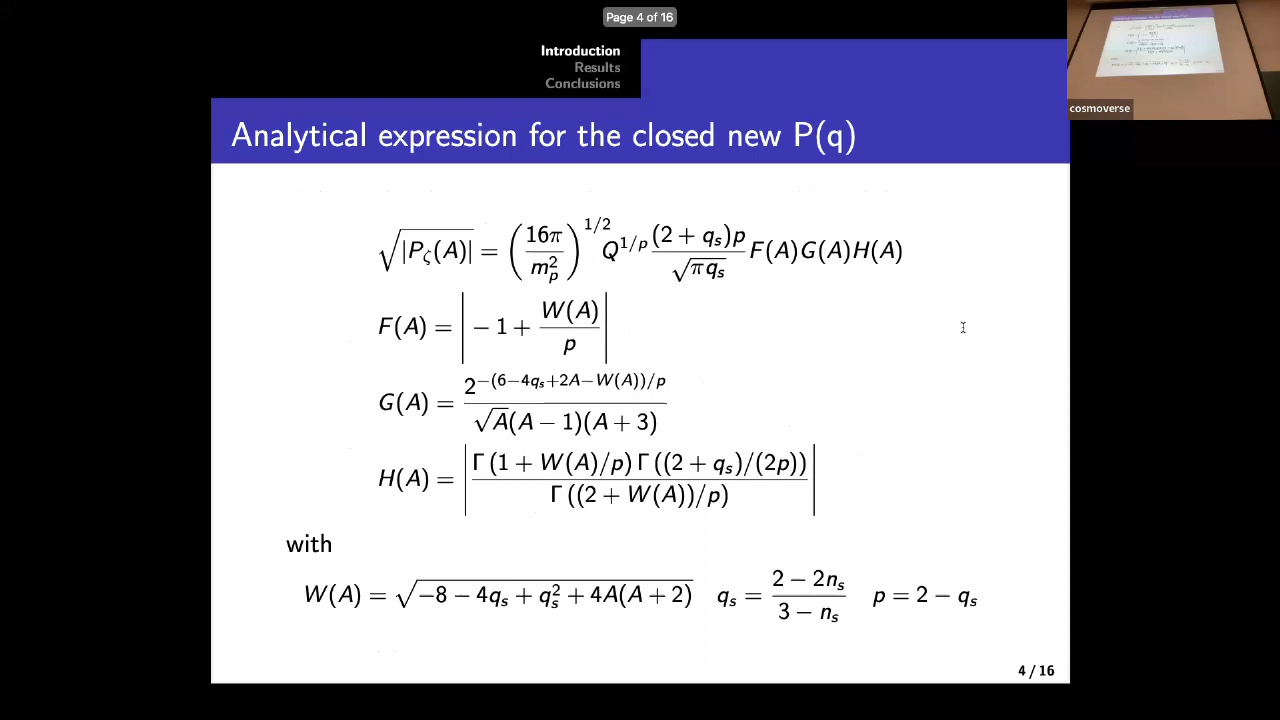 Page 4 of 16
Introduction
Results
Conclusions
cosmoverse
Analytical expression for the closed new P(q)
√|P_ζ(A)| = (16π/m_p^2)^{1/2} Q^{1/p} (2 + q_s)p/√(πq_s) F(A)G(A)H(A)
F(A) = |−1 + W(A)/p|
G(A) = 2^{−(6−4q_s+2A−W(A))/p}/(√A(A − 1)(A + 3))
H(A) = |Γ(1 + W(A)/p) Γ((2 + q_s)/(2p))/Γ((2 + W(A))/p)|
with
W(A) = √(−8 − 4q_s + q_s^2 + 4A(A + 2)) q_s = (2 − 2n_s)/(3 − n_s) p = 2 − q_s
4 / 16